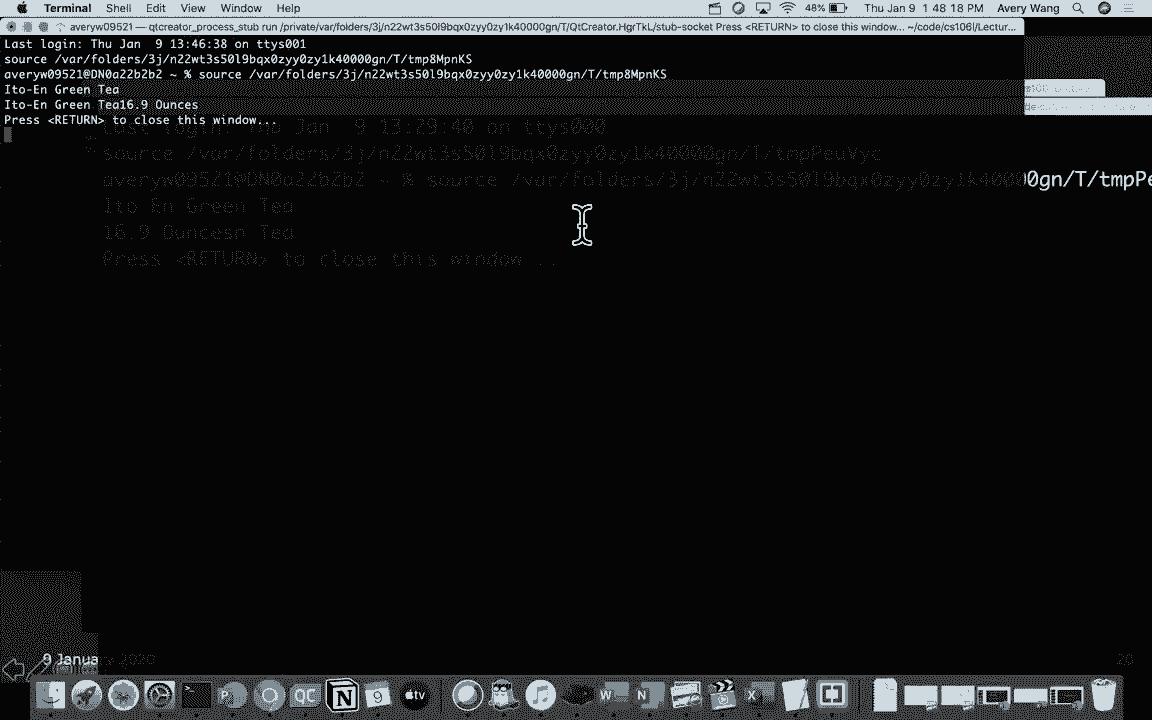 Terminal Shell Edit View Window Help 48% Thu Jan 9 1 48 18 PM Avery Wang
averyw09521 — qtcreator_process_stub run /private/var/folders/3j/n22wt3s50l9bqx0zyy0zy1k40000gn/T/QtCreator.HgrTkL/stub-socket Press <RETURN> to close this window... ~/code/cs106l/Lectur...
Last login: Thu Jan  9 13:46:38 on ttys001
source /var/folders/3j/n22wt3s50l9bqx0zyy0zy1k40000gn/T/tmp8MpnKS
averyw09521@DN0a22b2b2 ~ % source /var/folders/3j/n22wt3s50l9bqx0zyy0zy1k40000gn/T/tmp8MpnKS
Ito-En Green Tea
Ito-En Green Tea16.9 Ounces
Press <RETURN> to close this window...
Last login: Thu Jan  9 13:29:40 on ttys000
source /var/folders/3j/n22wt3s50l9bqx0zyy0zy1k40000gn/T/tmpPeuVyc
averyw09521@DN0a22b2b2 ~ % source /var/folders/3j/n22wt3s50l9bqx0zyy0zy1k40000gn/T/tmpPe
Ito En Green Tea
16.9 Ouncesn Tea
Press <RETURN> to close this window...
9 January 2020
20
QC N 9 tv W N X